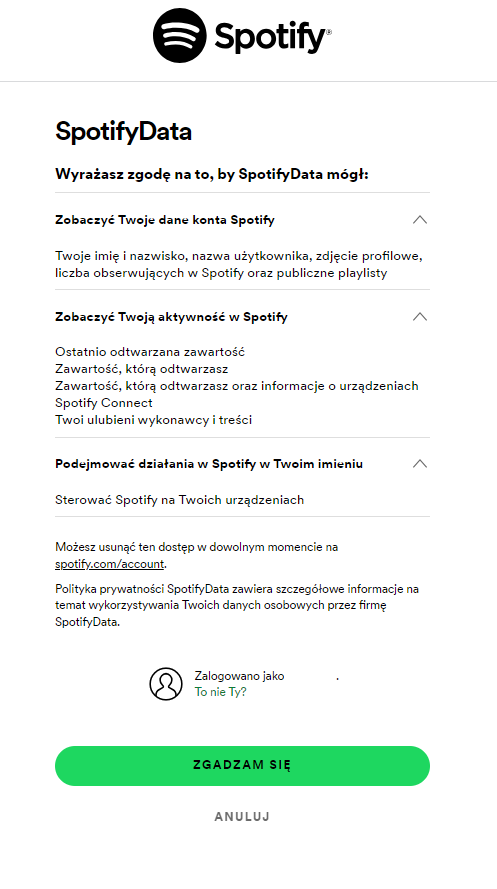 Spotify®
SpotifyData
Wyrażasz zgodę na to, by SpotifyData mógł:
Zobaczyć Twoje dane konta Spotify
Twoje imię i nazwisko, nazwa użytkownika, zdjęcie profilowe,
liczba obserwujących w Spotify oraz publiczne playlisty
Zobaczyć Twoją aktywność w Spotify
Ostatnio odtwarzana zawartość
Zawartość, którą odtwarzasz
Zawartość, którą odtwarzasz oraz informacje o urządzeniach
Spotify Connect
Twoi ulubieni wykonawcy i treści
Podejmować działania w Spotify w Twoim imieniu
Sterować Spotify na Twoich urządzeniach
Możesz usunąć ten dostęp w dowolnym momencie na
spotify.com/account.
Polityka prywatności SpotifyData zawiera szczegółowe informacje na
temat wykorzystywania Twoich danych osobowych przez firmę
SpotifyData.
Zalogowano jako .
To nie Ty?
ZGADZAM SIĘ
ANULUJ